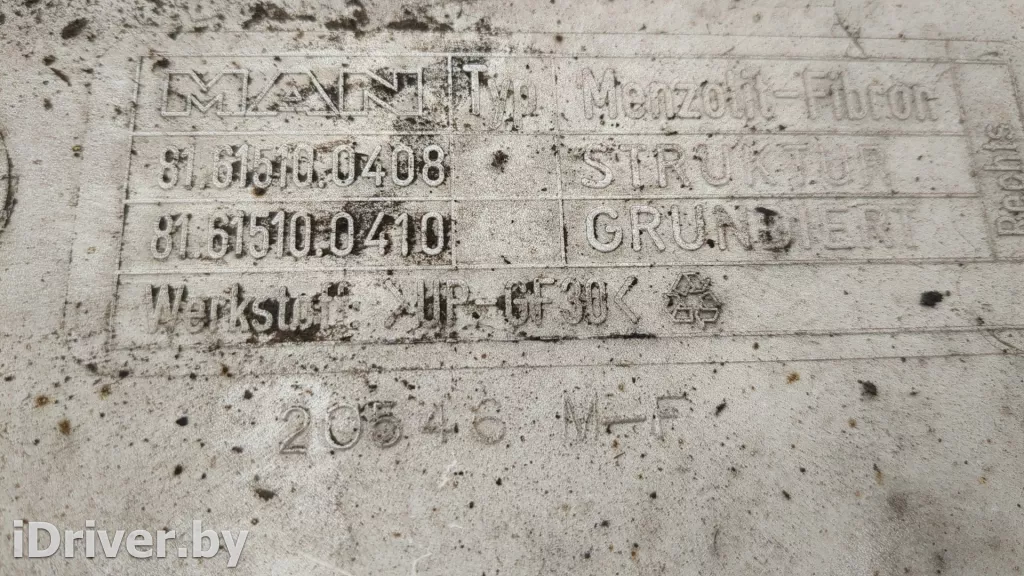 MAN Typ Menzolit-Fibron
81.61510.0408 STRUKTUR
81.61510.0410 GRUNDIERT
Rechts
Werkstoff >UP-GF30<
20546 M-F
iDriver.by